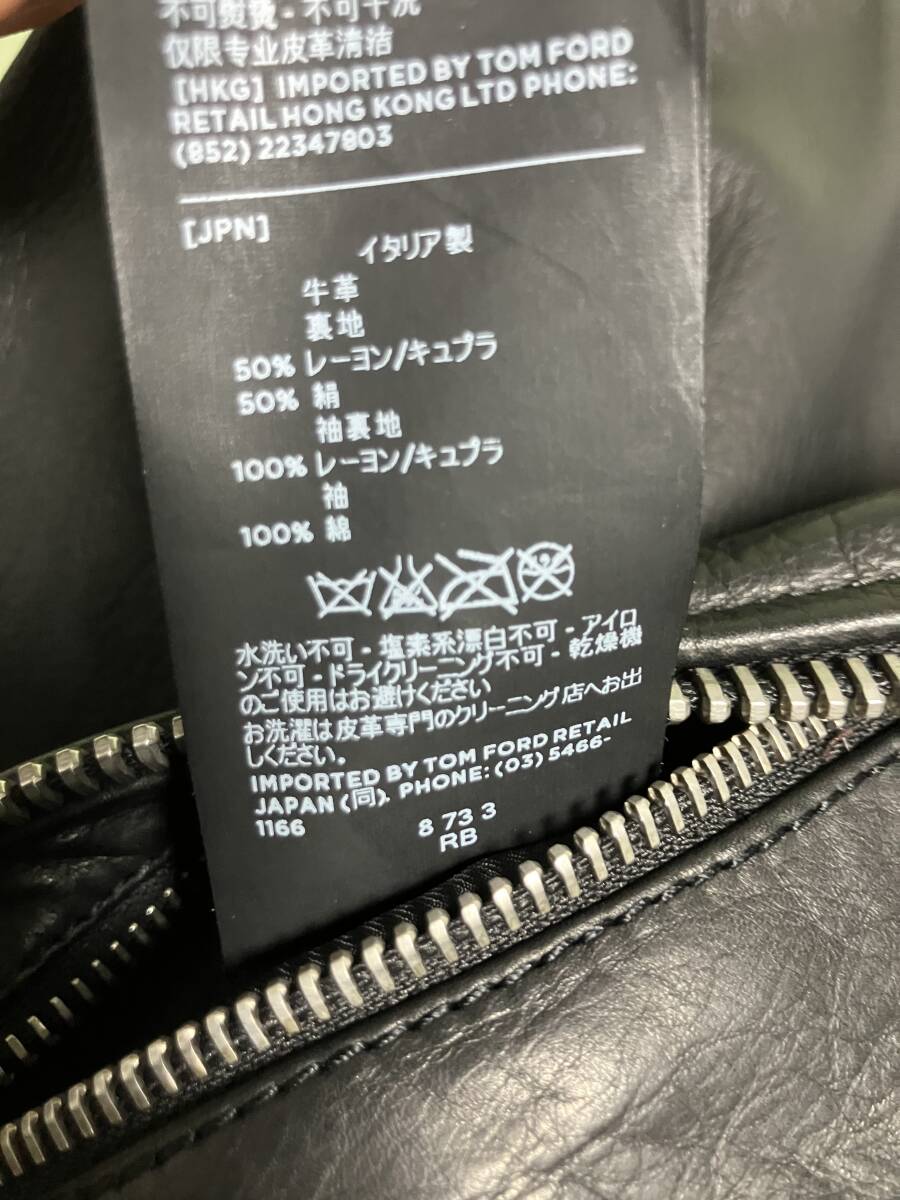 不可熨烫 - 不可干洗
仅限专业皮革清洁
[HKG] IMPORTED BY TOM FORD
RETAIL HONG KONG LTD PHONE:
(852) 22347803
[JPN]
イタリア製
牛革
裏地
50% レーヨン/キュプラ
50% 絹
袖裏地
100% レーヨン/キュプラ
袖
100% 綿
水洗い不可 - 塩素系漂白不可 - アイロ
ン不可 - ドライクリーニング不可 - 乾燥機
のご使用はお避けください
お洗濯は皮革専門のクリーニング店へお出
しください。
IMPORTED BY TOM FORD RETAIL
JAPAN (同). PHONE: (03) 5466-
1166
8 73 3
RB